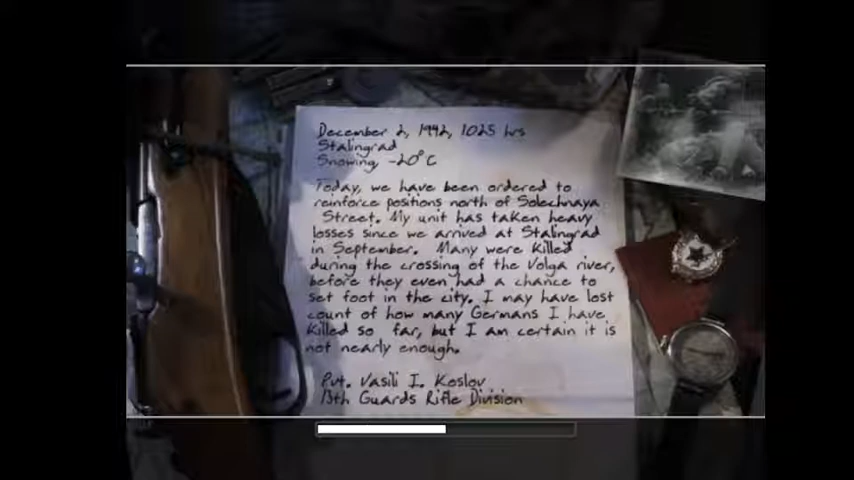 December 2, 1942, 1025 hrs
Stalingrad
Snowing, -20°C
Today, we have been ordered to
reinforce positions north of Solechnaya
Street. My unit has taken heavy
losses since we arrived at Stalingrad
in September. Many were killed
during the crossing of the Volga river,
before they even had a chance to
set foot in the city. I may have lost
count of how many Germans I have
killed so far, but I am certain it is
not nearly enough.
Pvt. Vasili I. Koslov
13th Guards Rifle Division